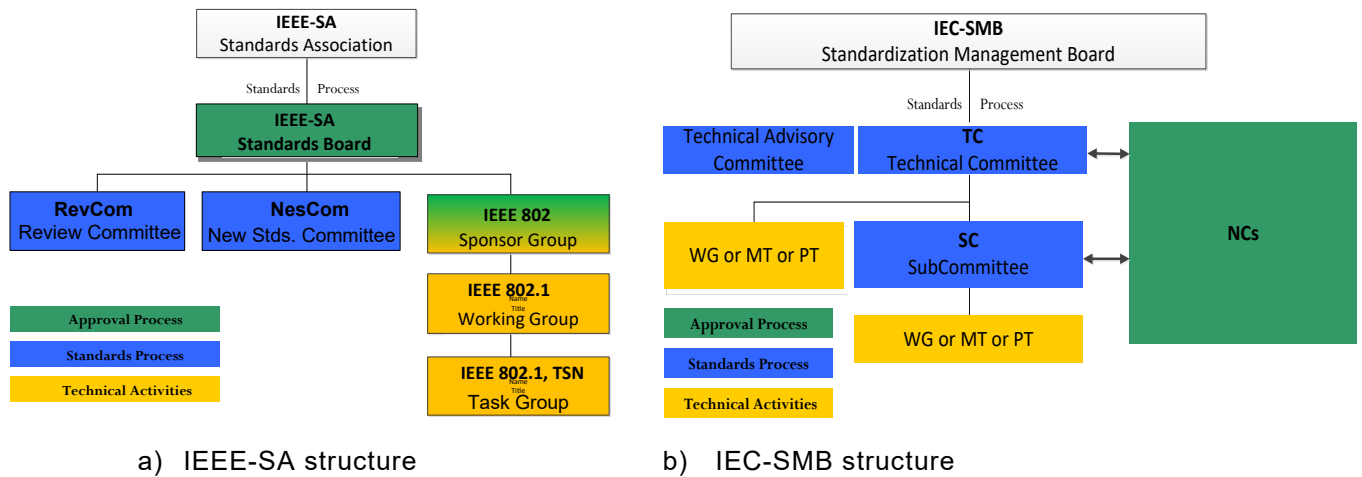 IEEE-SA
Standards Association
Standards Process
IEEE-SA
Standards Board
RevCom
Review Committee
NesCom
New Stds. Committee
IEEE 802
Sponsor Group
IEEE 802.1
Name
Title
Working Group
IEEE 802.1, TSN
Name
Title
Task Group
Approval Process
Standards Process
Technical Activities
a) IEEE-SA structure
IEC-SMB
Standardization Management Board
Standards Process
Technical Advisory
Committee
TC
Technical Committee
NCs
WG or MT or PT
SC
SubCommittee
WG or MT or PT
Approval Process
Standards Process
Technical Activities
b) IEC-SMB structure